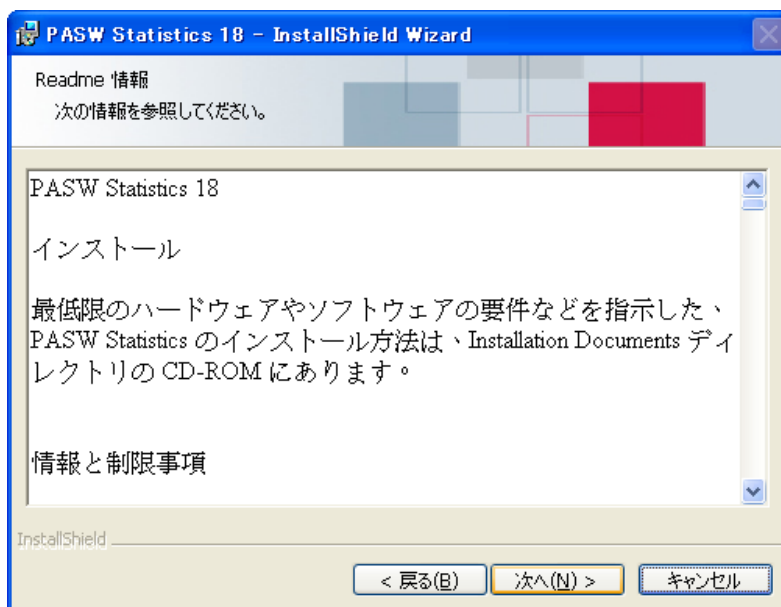 PASW Statistics 18 - InstallShield Wizard
Readme 情報
次の情報を参照してください。
PASW Statistics 18
インストール
最低限のハードウェアやソフトウェアの要件などを指示した、
PASW Statistics のインストール方法は、Installation Documents ディ
レクトリの CD-ROM にあります。
情報と制限事項
InstallShield
< 戻る(B)
次へ(N) >
キャンセル